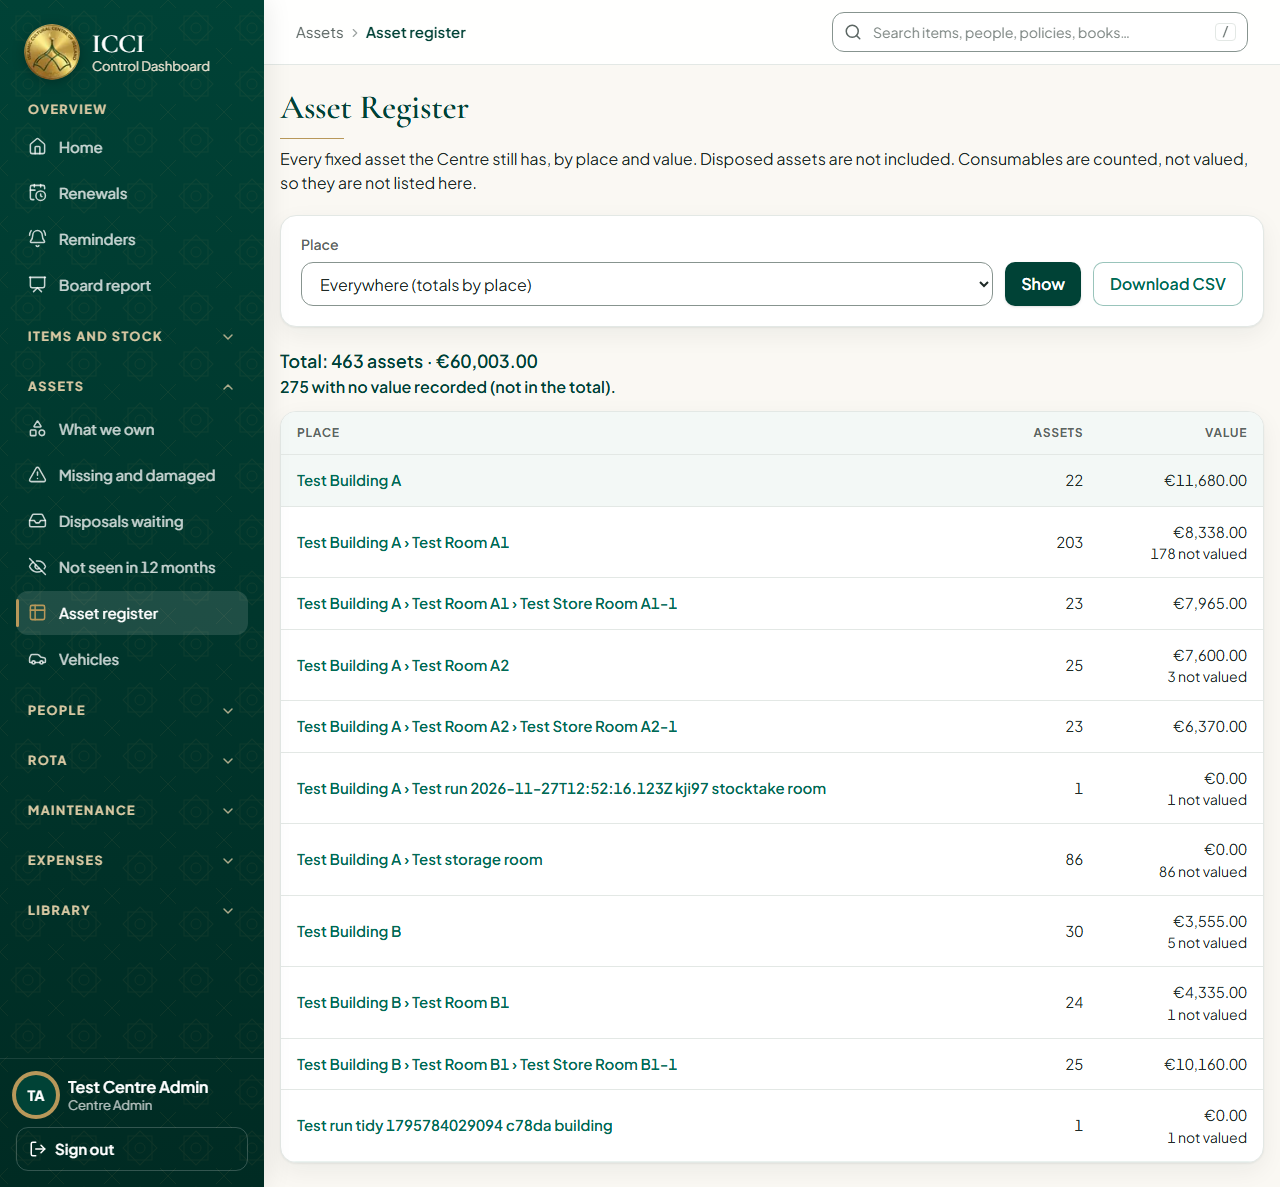 ICCI
Control Dashboard
OVERVIEW
Home
Renewals
Reminders
Board report
ITEMS AND STOCK
ASSETS
What we own
Missing and damaged
Disposals waiting
Not seen in 12 months
Asset register
Vehicles
PEOPLE
ROTA
MAINTENANCE
EXPENSES
LIBRARY
TA
Test Centre Admin
Centre Admin
Sign out
Assets › Asset register
Search items, people, policies, books…
/
Asset Register
Every fixed asset the Centre still has, by place and value. Disposed assets are not included. Consumables are counted, not valued,
so they are not listed here.
Place
Everywhere (totals by place)
Show
Download CSV
Total: 463 assets · €60,003.00
275 with no value recorded (not in the total).
PLACE ASSETS VALUE
Test Building A 22 €11,680.00
Test Building A › Test Room A1 203 €8,338.00
178 not valued
Test Building A › Test Room A1 › Test Store Room A1-1 23 €7,965.00
Test Building A › Test Room A2 25 €7,600.00
3 not valued
Test Building A › Test Room A2 › Test Store Room A2-1 23 €6,370.00
Test Building A › Test run 2026-11-27T12:52:16.123Z kji97 stocktake room 1 €0.00
1 not valued
Test Building A › Test storage room 86 €0.00
86 not valued
Test Building B 30 €3,555.00
5 not valued
Test Building B › Test Room B1 24 €4,335.00
1 not valued
Test Building B › Test Room B1 › Test Store Room B1-1 25 €10,160.00
Test run tidy 1795784029094 c78da building 1 €0.00
1 not valued